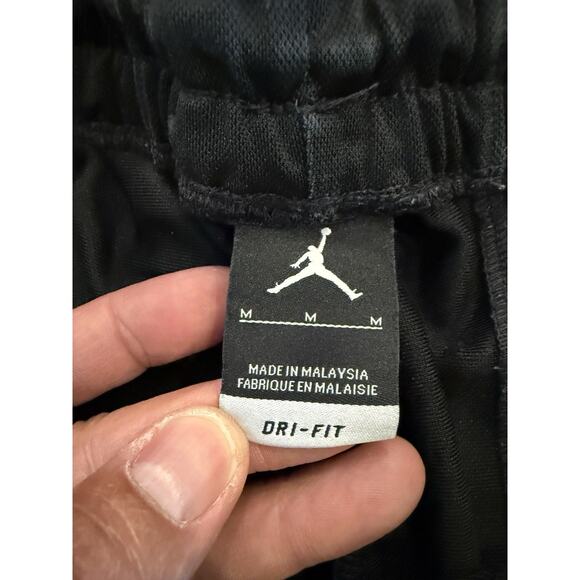 M M M
MADE IN MALAYSIA
FABRIQUE EN MALAISIE
DRI-FIT